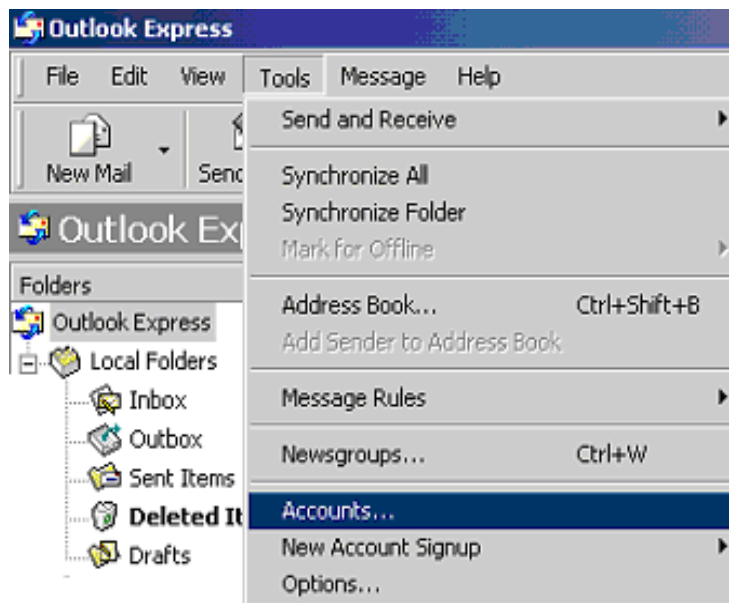 Outlook Express
File Edit View Tools Message Help
New Mail Send
Outlook Ex
Folders
Outlook Express
Local Folders
Inbox
Outbox
Sent Items
Deleted It
Drafts
Send and Receive
Synchronize All
Synchronize Folder
Mark for Offline
Address Book... Ctrl+Shift+B
Add Sender to Address Book
Message Rules
Newsgroups... Ctrl+W
Accounts...
New Account Signup
Options...